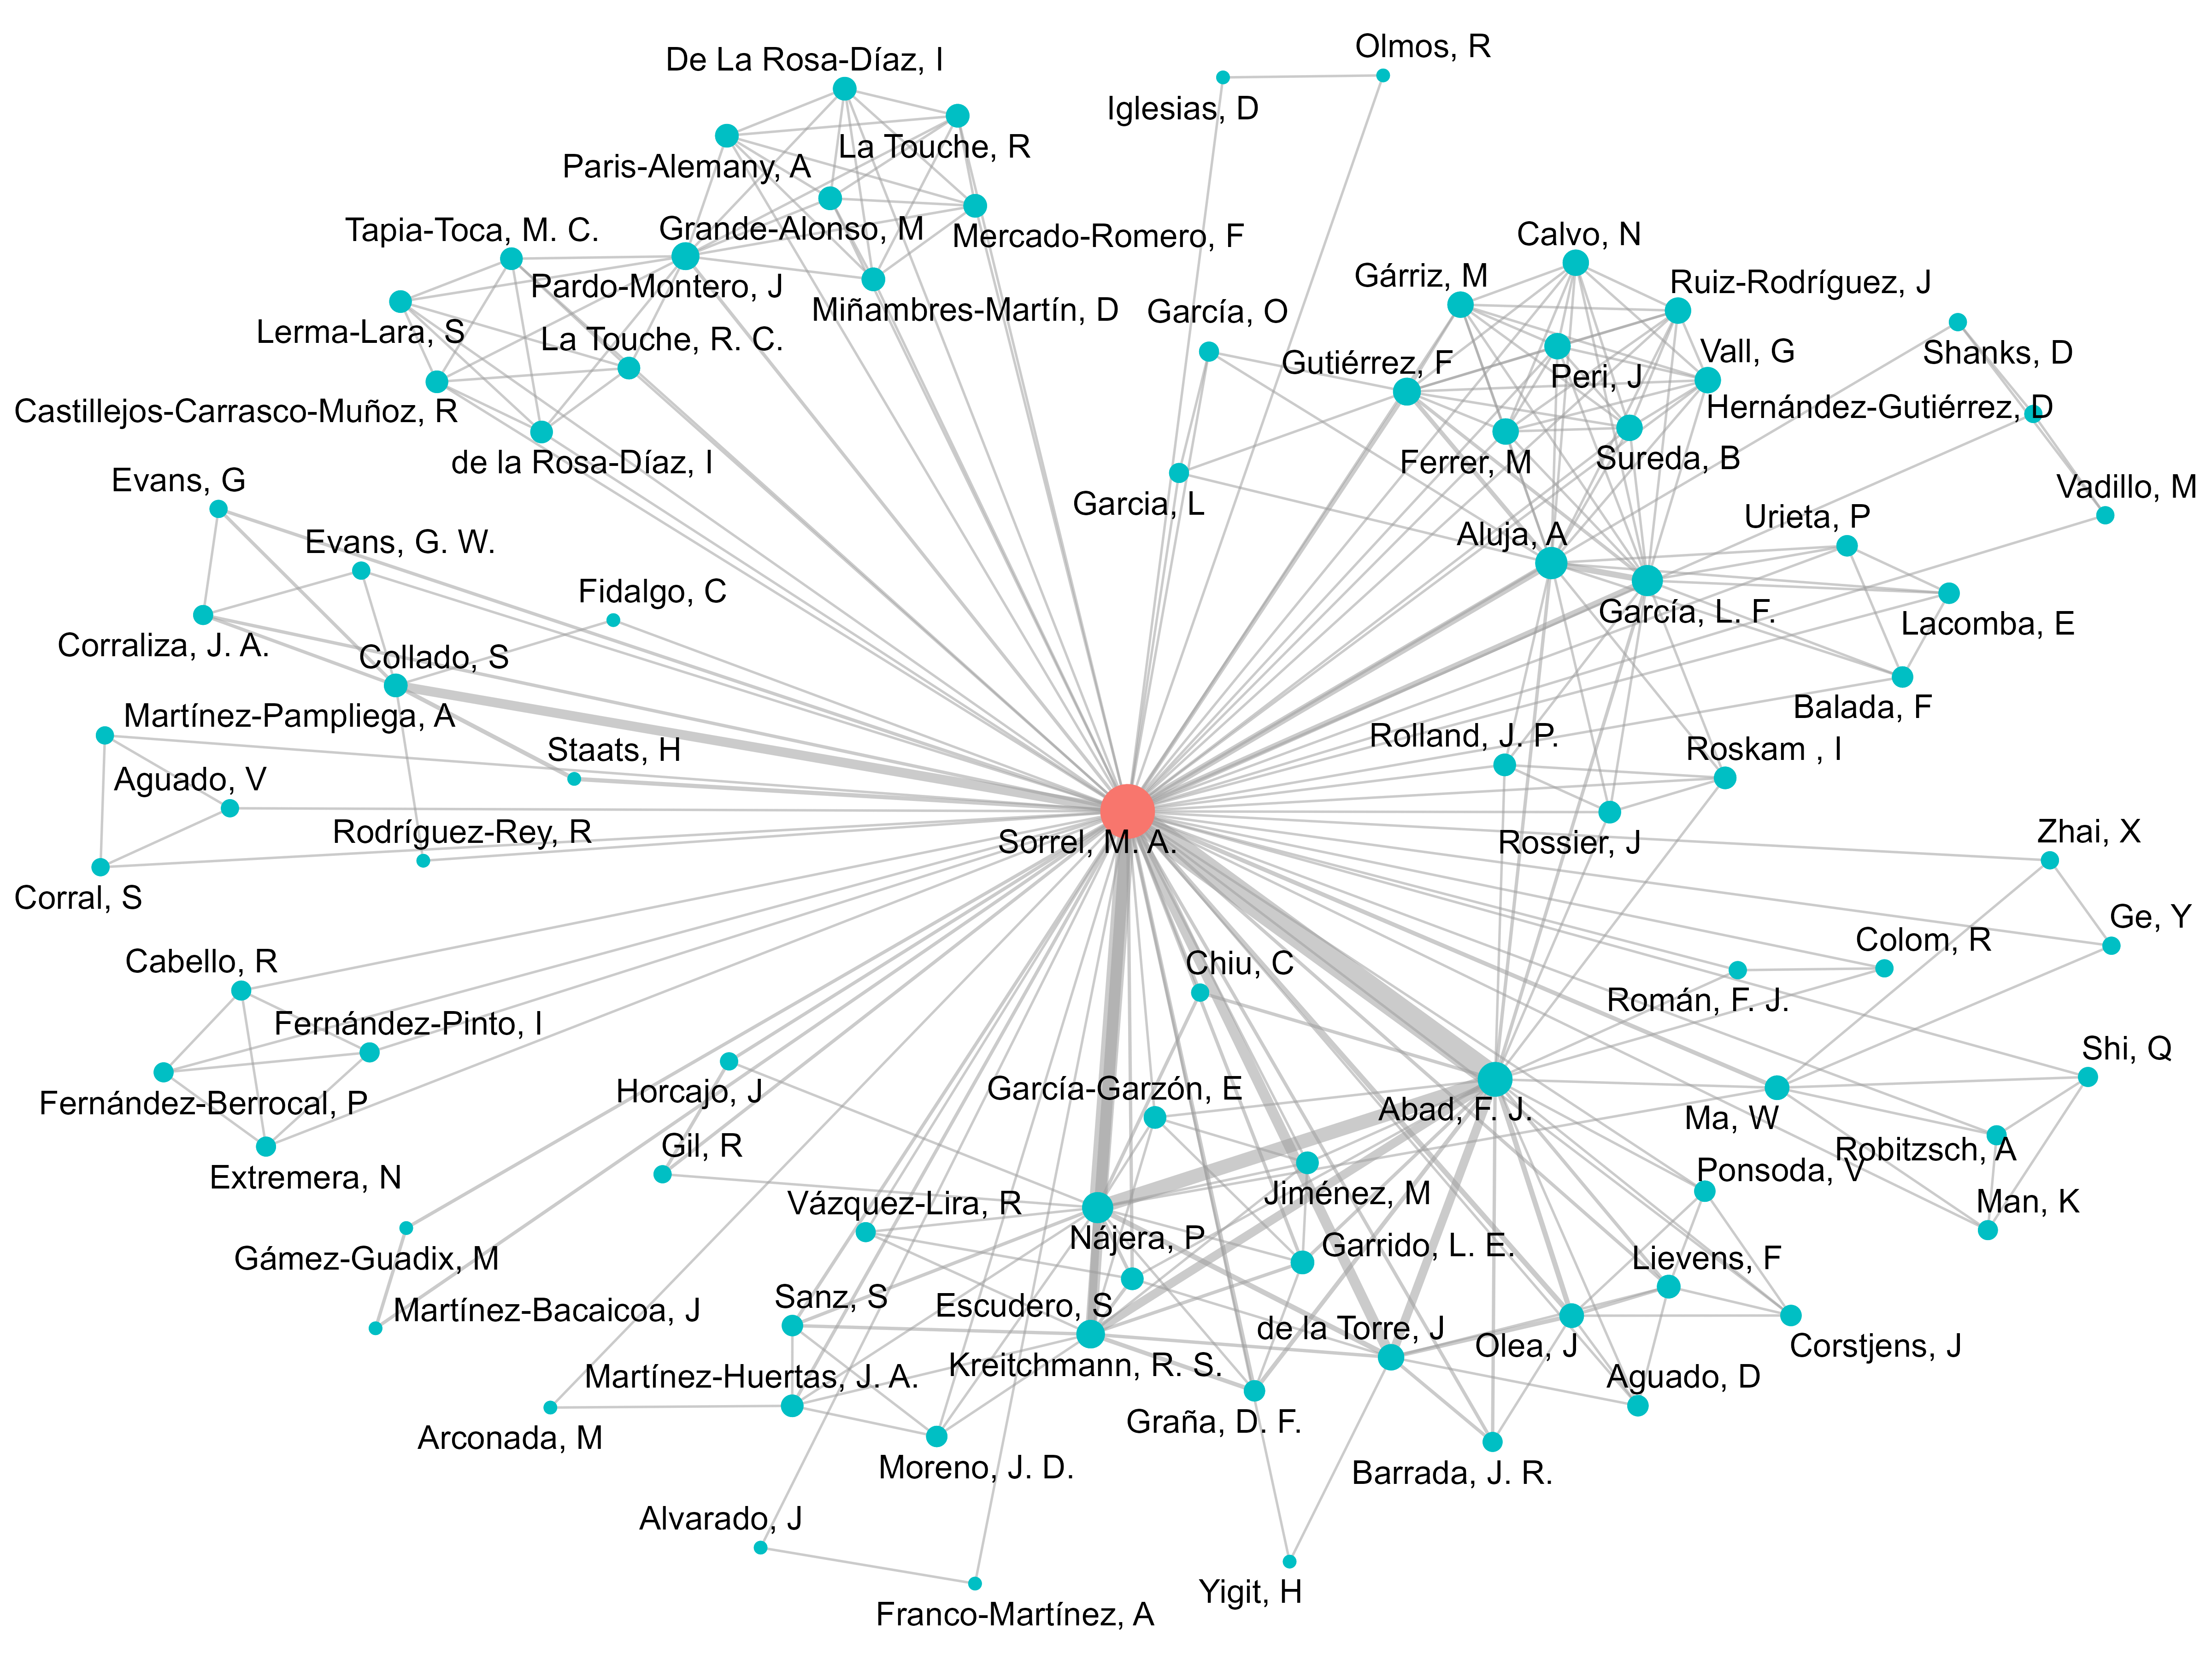 Olmos, R
De La Rosa-Díaz, I
Iglesias, D
La Touche, R
Paris-Alemany, A
Tapia-Toca, M. C.
Grande-Alonso, M
Mercado-Romero, F
Calvo, N
Gárriz, M
Ruiz-Rodríguez, J
Pardo-Montero, J
Miñambres-Martín, D
García, O
Lerma-Lara, S
La Touche, R. C.
Gutiérrez, F
Peri, J
Vall, G
Shanks, D
Castillejos-Carrasco-Muñoz, R
Hernández-Gutiérrez, D
de la Rosa-Díaz, I
Ferrer, M
Sureda, B
Evans, G
Garcia, L
Vadillo, M
Urieta, P
Evans, G. W.
Aluja, A
Fidalgo, C
García, L. F.
Lacomba, E
Corraliza, J. A.
Collado, S
Balada, F
Martínez-Pampliega, A
Staats, H
Rolland, J. P.
Roskam , I
Aguado, V
Rodríguez-Rey, R
Sorrel, M. A.
Rossier, J
Zhai, X
Corral, S
Ge, Y
Cabello, R
Chiu, C
Colom, R
Román, F. J.
Fernández-Pinto, I
Shi, Q
Horcajo, J
García-Garzón, E
Fernández-Berrocal, P
Abad, F. J.
Ma, W
Robitzsch, A
Gil, R
Extremera, N
Ponsoda, V
Vázquez-Lira, R
Jiménez, M
Man, K
Nájera, P
Garrido, L. E.
Gámez-Guadix, M
Lievens, F
Sanz, S
Escudero, S
Martínez-Bacaicoa, J
de la Torre, J
Olea, J
Corstjens, J
Kreitchmann, R. S.
Martínez-Huertas, J. A.
Aguado, D
Arconada, M
Graña, D. F.
Moreno, J. D.
Barrada, J. R.
Alvarado, J
Yigit, H
Franco-Martínez, A